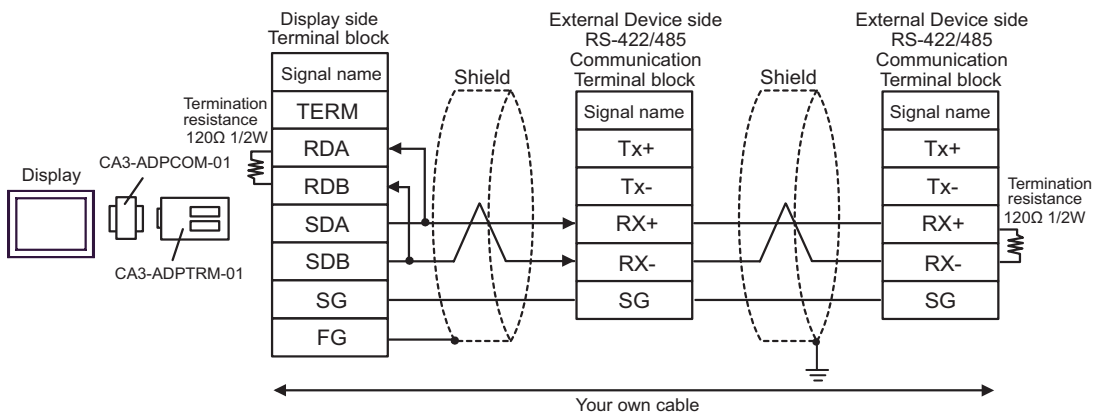 Display side
Terminal block
Signal name
TERM
RDA
RDB
SDA
SDB
SG
FG
Termination
resistance
120Ω 1/2W
CA3-ADPCOM-01
Display
CA3-ADPTRM-01
Shield
External Device side
RS-422/485
Communication
Terminal block
Signal name
Tx+
Tx-
RX+
RX-
SG
Shield
External Device side
RS-422/485
Communication
Terminal block
Signal name
Tx+
Tx-
RX+
RX-
SG
Termination
resistance
120Ω 1/2W
Your own cable